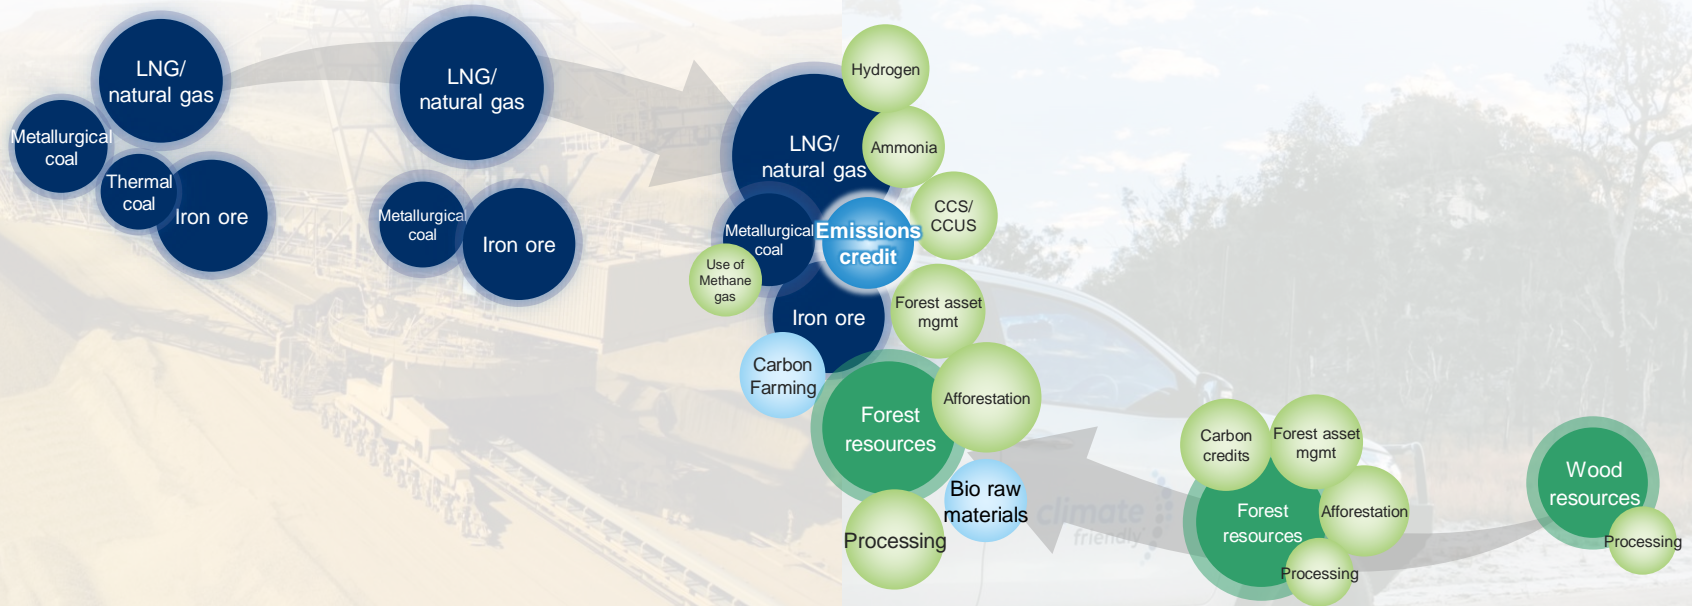 LNG/
natural gas
Metallurgical
coal
Thermal
coal
Iron ore
LNG/
natural gas
Metallurgical
coal
Iron ore
Hydrogen
LNG/
natural gas
Ammonia
CCS/
CCUS
Metallurgical
coal
Emissions
credit
Use of
Methane
gas
Forest asset
mgmt
Iron ore
Carbon
Farming
Afforestation
Forest
resources
Bio raw
materials
Processing
climate
friendly
Carbon
credits
Forest asset
mgmt
Afforestation
Forest
resources
Processing
Wood
resources
Processing